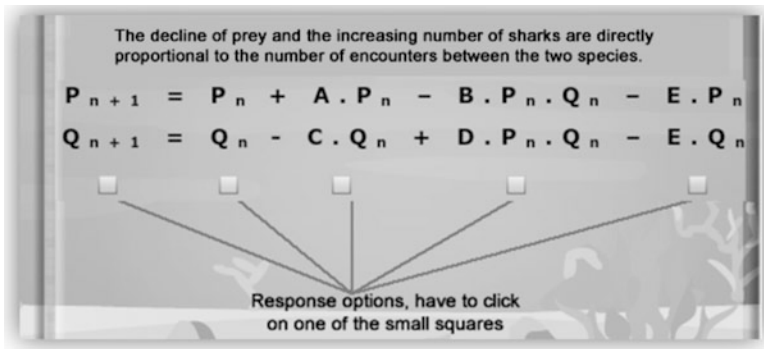 The decline of prey and the increasing number of sharks are directly
proportional to the number of encounters between the two species.
P n + 1 = P n + A . P n - B . P n . Q n - E . P n
Q n + 1 = Q n - C . Q n + D . P n . Q n - E . Q n
Response options, have to click
on one of the small squares